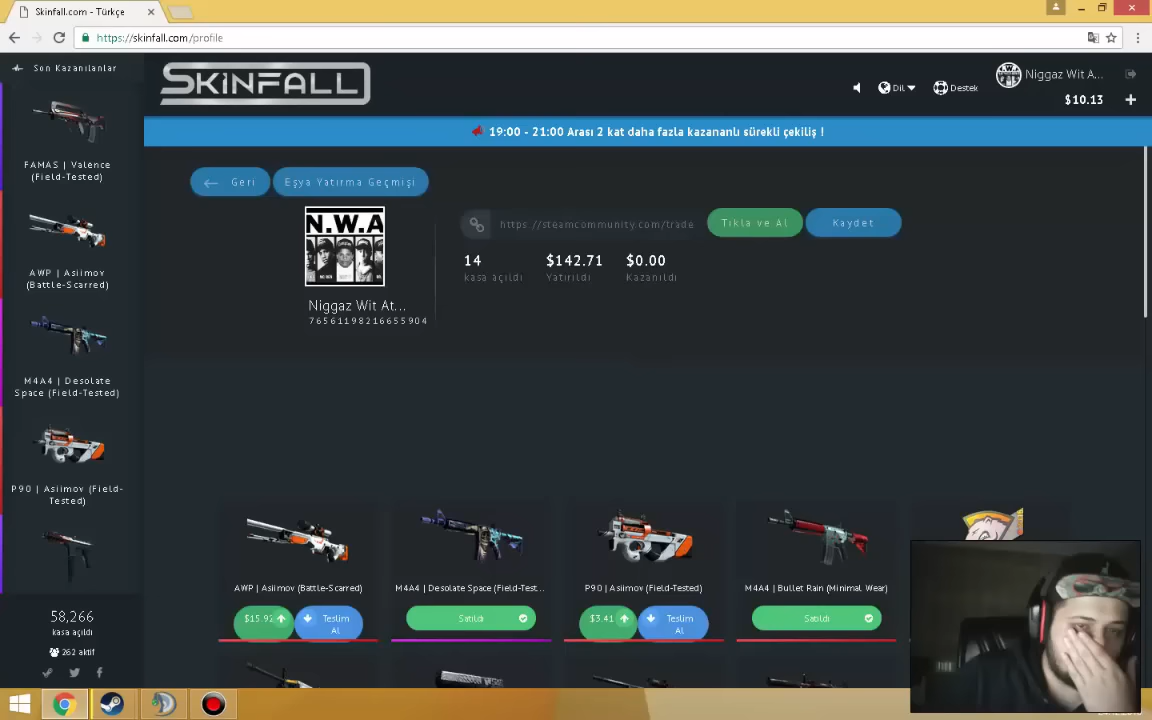 Skinfall.com - Türkçe
https://skinfall.com/profile
Son Kazanılanlar
SKINFALL
Dil
Destek
Niggaz Wit A...
$10.13
19:00 - 21:00 Arası 2 kat daha fazla kazananlı sürekli çekiliş !
FAMAS | Valence
(Field-Tested)
AWP | Asiimov
(Battle-Scarred)
M4A4 | Desolate
Space (Field-Tested)
P90 | Asiimov (Field-
Tested)
58,266
kasa açıldı
262 aktif
Geri
Eşya Yatırma Geçmişi
N.W.A
Niggaz Wit At...
76561198216655904
https://steamcommunity.com/trade
Tıkla ve Al
Kaydet
14
kasa açıldı
$142.71
Yatırıldı
$0.00
Kazanıldı
AWP | Asiimov (Battle-Scarred)
$15.92
Teslim
Al
M4A4 | Desolate Space (Field-Test...
Satıldı
P90 | Asiimov (Field-Tested)
$3.41
Teslim
Al
M4A4 | Bullet Rain (Minimal Wear)
Satıldı